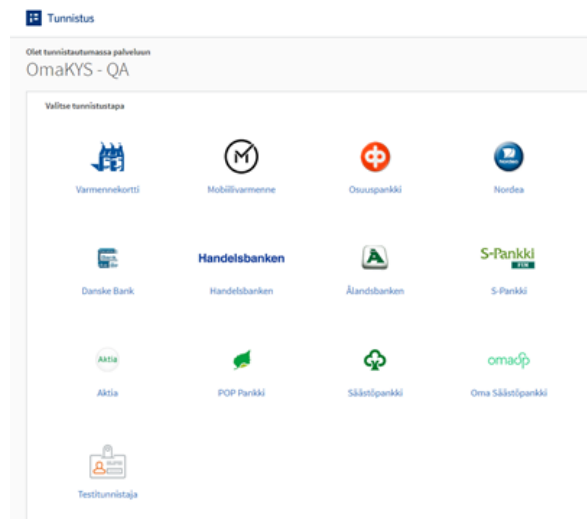 Tunnistus
Olet tunnistautumassa palveluun
OmaKYS - QA
Valitse tunnistustapa
Varmennekortti
Mobiilivarmenne
Osuuspankki
Nordea
Nordea
Danske Bank
Handelsbanken
Handelsbanken
Ålandsbanken
S-Pankki
S-Pankki
Aktia
Aktia
POP Pankki
Säästöpankki
omasp
Oma Säästöpankki
Testitunnistaja